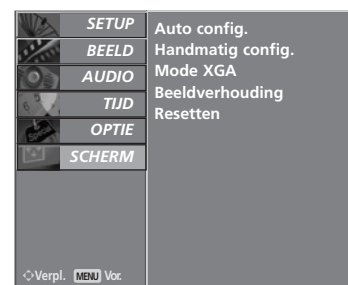 SETUP
BEELD
AUDIO
TIJD
OPTIE
SCHERM
Auto config.
Handmatig config.
Mode XGA
Beeldverhouding
Resetten
Verpl. MENU Vor.